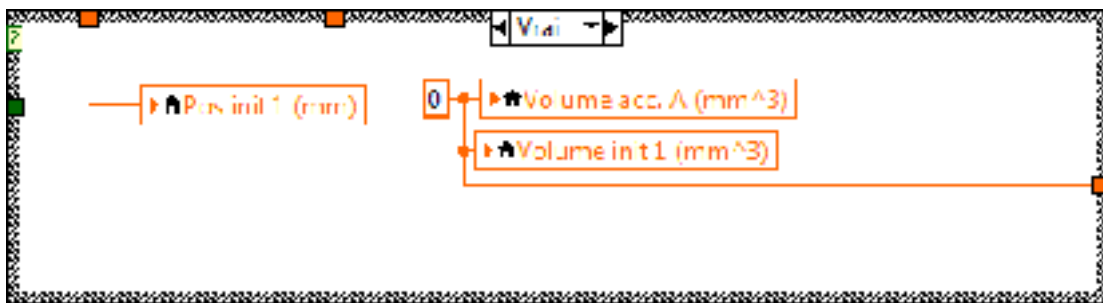 Vrai
?
Pos init 1 (mm)
0
Volume acc. A (mm^3)
Volume init 1 (mm^3)